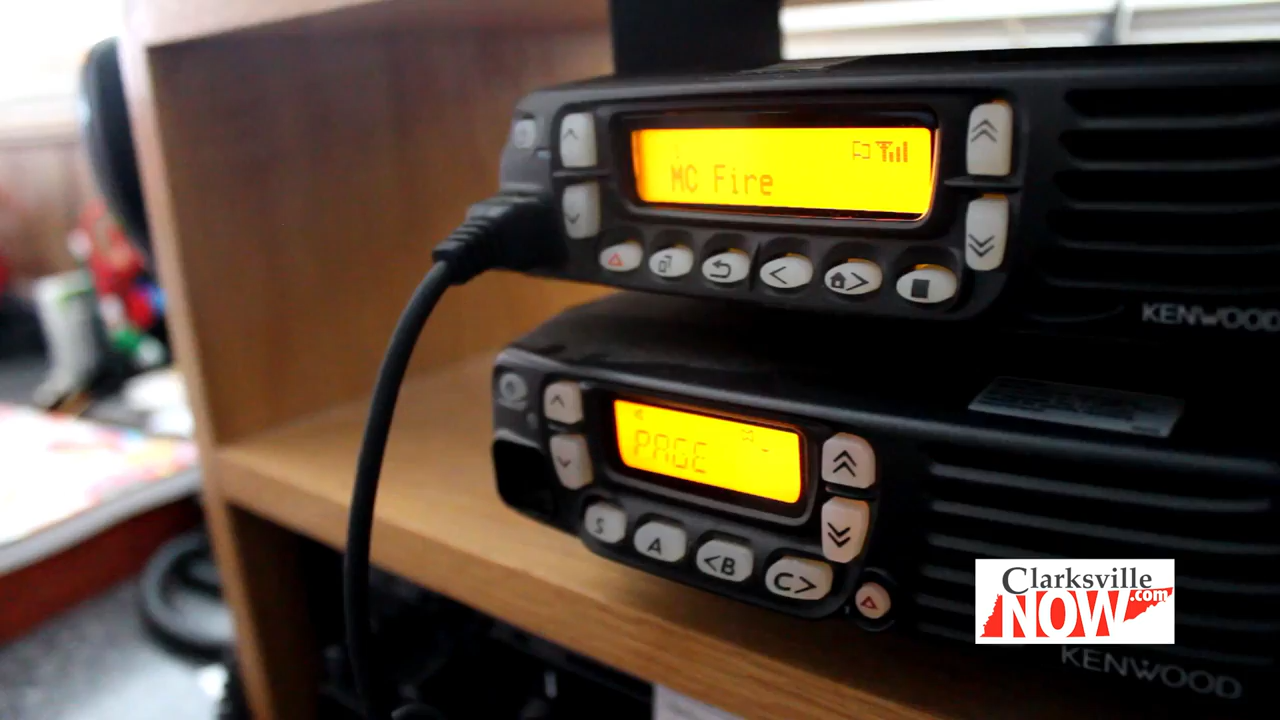 MC Fire
KENWOOD
PAGE
S
A
<B
C>
Clarksville
NOW.com
KENWOOD